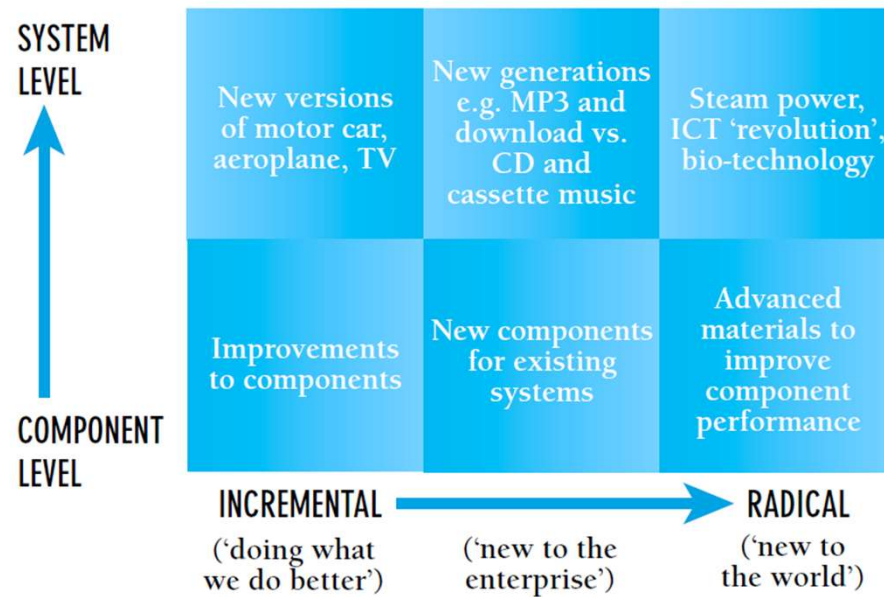 SYSTEM
LEVEL
New versions
of motor car,
aeroplane, TV
New generations
e.g. MP3 and
download vs.
CD and
cassette music
Steam power,
ICT ‘revolution’,
bio-technology
Improvements
to components
New components
for existing
systems
Advanced
materials to
improve
component
performance
COMPONENT
LEVEL
INCREMENTAL
RADICAL
(‘doing what
we do better’)
(‘new to the
enterprise’)
(‘new to
the world’)